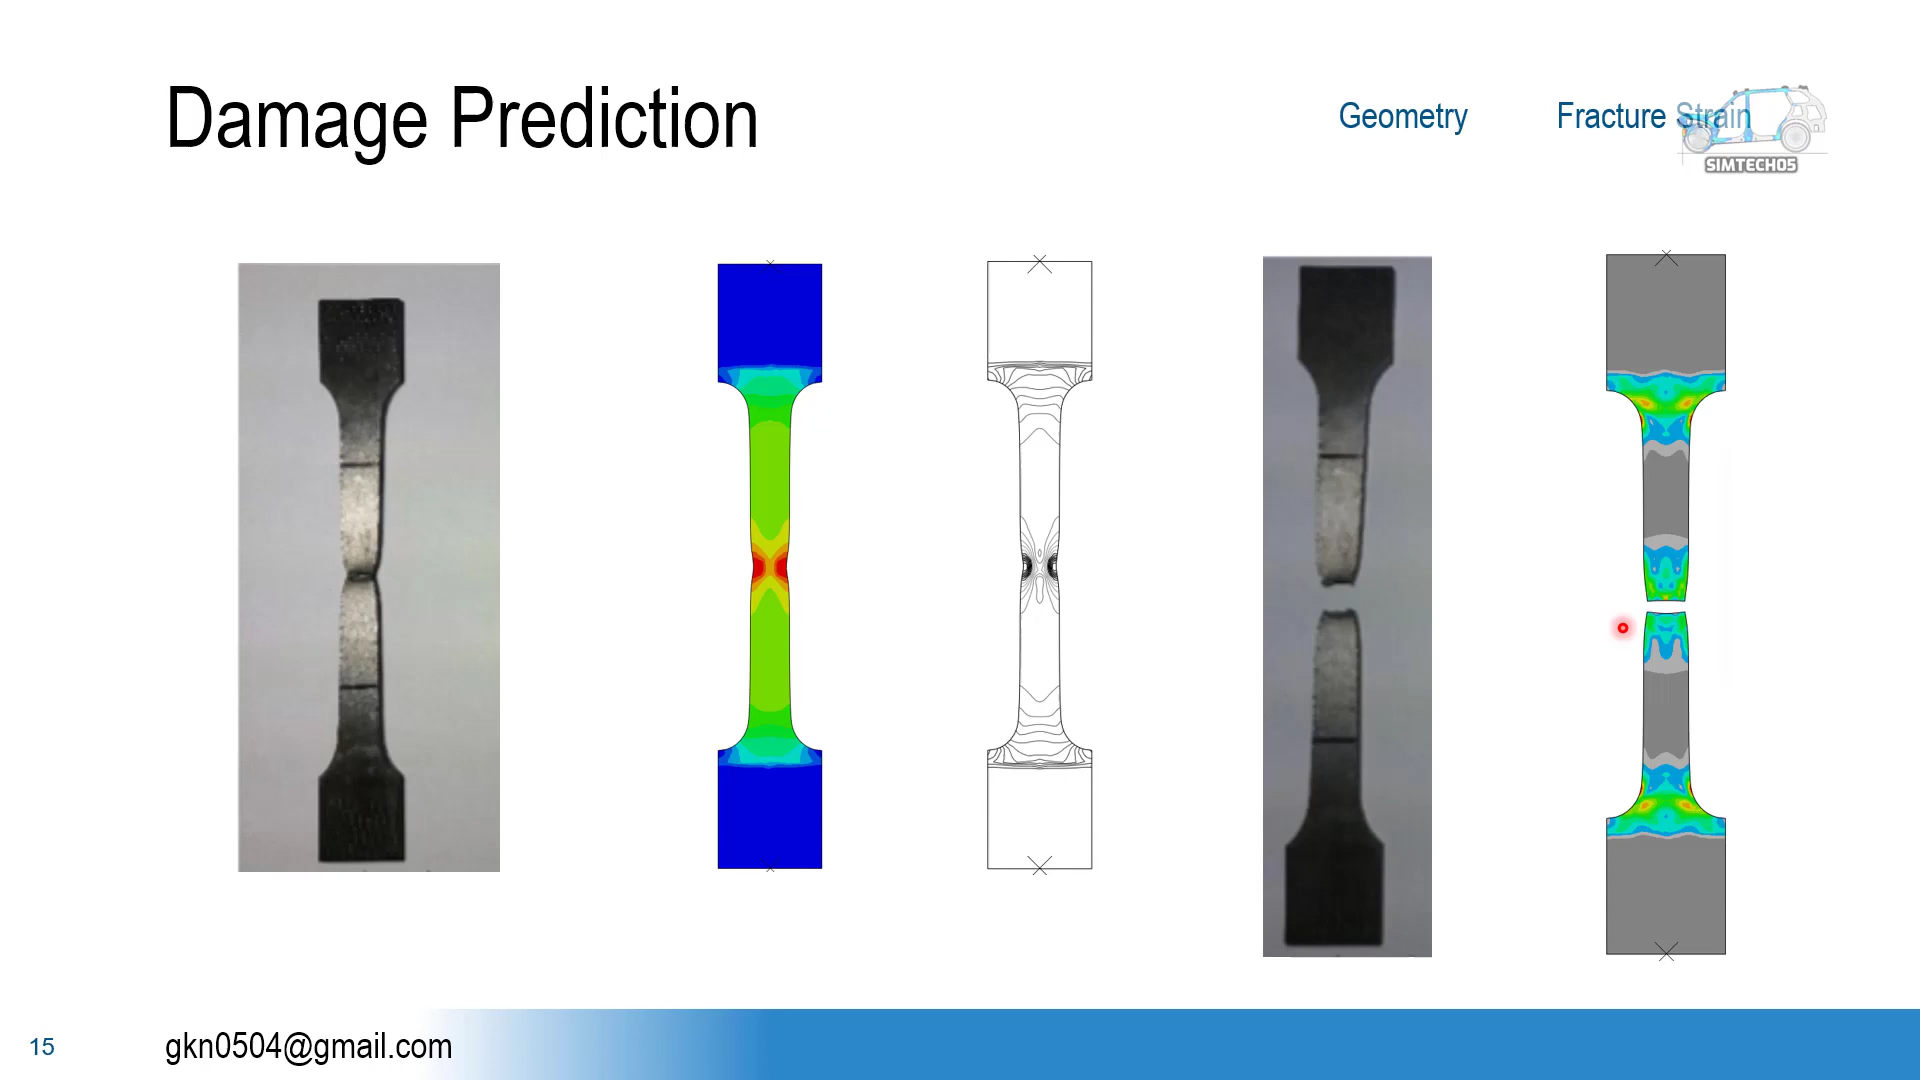 Damage Prediction
Geometry
Fracture Strain
SIMTECH05
15
gkn0504@gmail.com